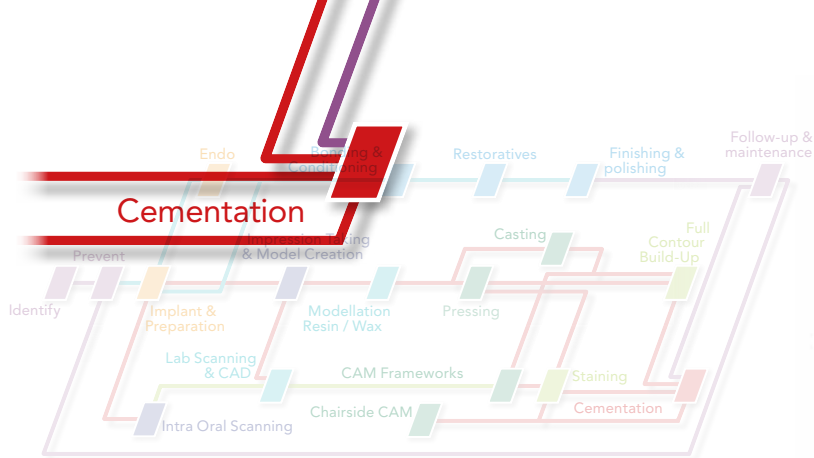 Follow-up &
maintenance
Endo
Bonding &
Conditioning
Restoratives
Finishing &
polishing
Cementation
Impression Taking
& Model Creation
Casting
Full
Contour
Build-Up
Prevent
Identify
Implant &
Preparation
Modellation
Resin / Wax
Pressing
Lab Scanning
& CAD
CAM Frameworks
Staining
Chairside CAM
Cementation
Intra Oral Scanning